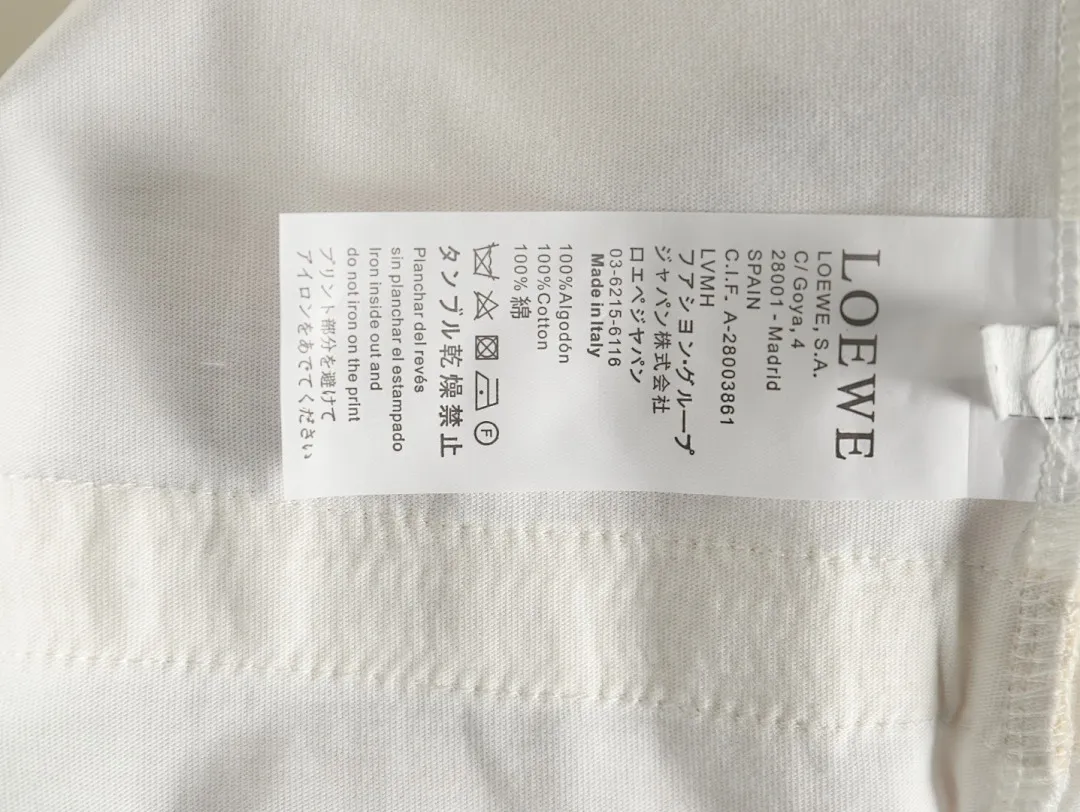 LOEWE
LOEWE, S.A.
C/ Goya, 4
28001 - Madrid
SPAIN
C.I.F. A-28003861
LVMH
ファション・グループ
ジャパン株式会社
ロエベジャパン
03-6215-6116
Made in Italy
100%Algodón
100%Cotton
100% 綿
F
タンブル乾燥禁止
Planchar del revés
sin planchar el estampado
Iron inside out and
do not iron on the print
プリント部分を避けて
アイロンをあでてください